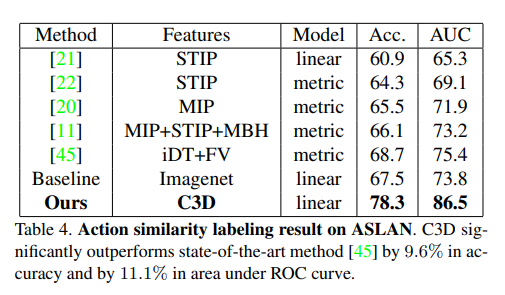 Method Features Model Acc. AUC
[21] STIP linear 60.9 65.3
[22] STIP metric 64.3 69.1
[20] MIP metric 65.5 71.9
[11] MIP+STIP+MBH metric 66.1 73.2
[45] iDT+FV metric 68.7 75.4
Baseline Imagenet linear 67.5 73.8
Ours C3D linear 78.3 86.5
Table 4. Action similarity labeling result on ASLAN. C3D sig-
nificantly outperforms state-of-the-art method [45] by 9.6% in ac-
curacy and by 11.1% in area under ROC curve.